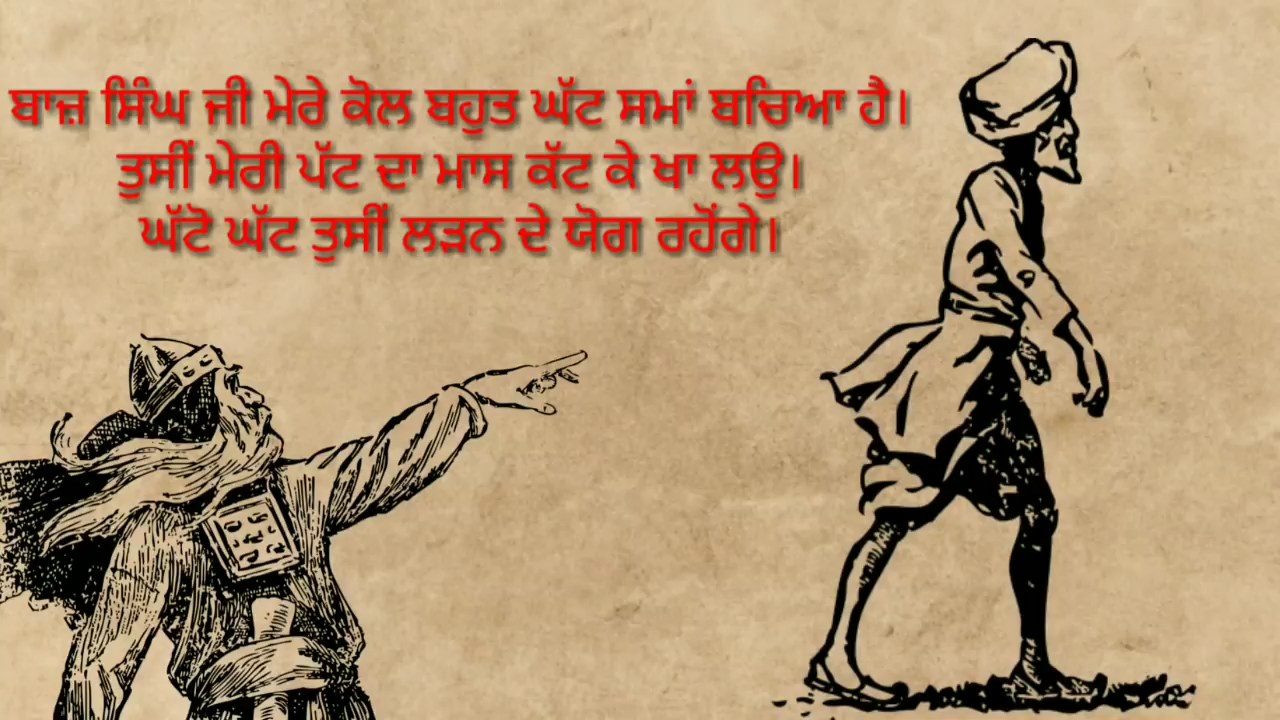 ਬਾਜ਼ ਸਿੰਘ ਜੀ ਮੇਰੇ ਕੋਲ ਬਹੁਤ ਘੱਟ ਸਮਾਂ ਬਚਿਆ ਹੈ।
ਤੁਸੀਂ ਮੇਰੀ ਪੱਟ ਦਾ ਮਾਸ ਕੱਟ ਕੇ ਖਾ ਲਉ।
ਘੱਟੋ ਘੱਟ ਤੁਸੀਂ ਲੜਨ ਦੇ ਯੋਗ ਰਹੋਂਗੇ।